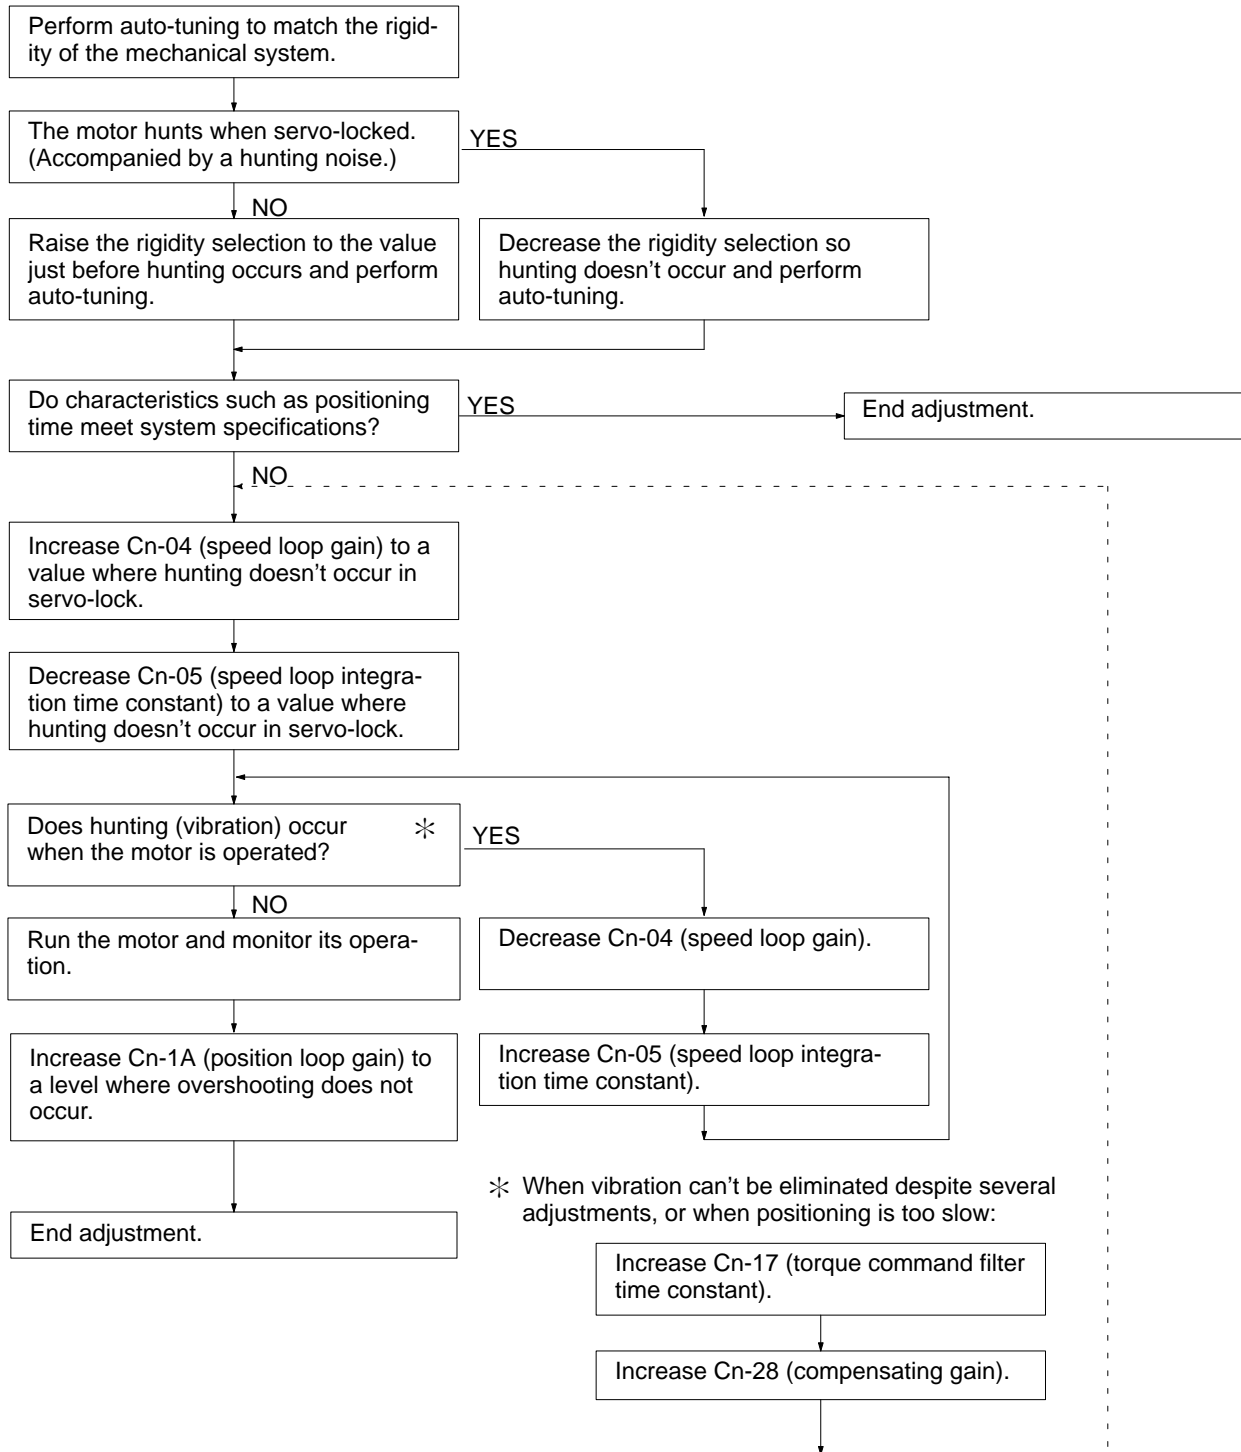 Perform auto-tuning to match the rigid-
ity of the mechanical system.
The motor hunts when servo-locked.
(Accompanied by a hunting noise.)
YES
NO
Raise the rigidity selection to the value
just before hunting occurs and perform
auto-tuning.
Decrease the rigidity selection so
hunting doesn't occur and perform
auto-tuning.
Do characteristics such as positioning
time meet system specifications?
YES
End adjustment.
NO
Increase Cn-04 (speed loop gain) to a
value where hunting doesn't occur in
servo-lock.
Decrease Cn-05 (speed loop integra-
tion time constant) to a value where
hunting doesn't occur in servo-lock.
Does hunting (vibration) occur *
when the motor is operated?
YES
NO
Run the motor and monitor its opera-
tion.
Decrease Cn-04 (speed loop gain).
Increase Cn-1A (position loop gain) to
a level where overshooting does not
occur.
Increase Cn-05 (speed loop integra-
tion time constant).
End adjustment.
* When vibration can't be eliminated despite several
adjustments, or when positioning is too slow:
Increase Cn-17 (torque command filter
time constant).
Increase Cn-28 (compensating gain).